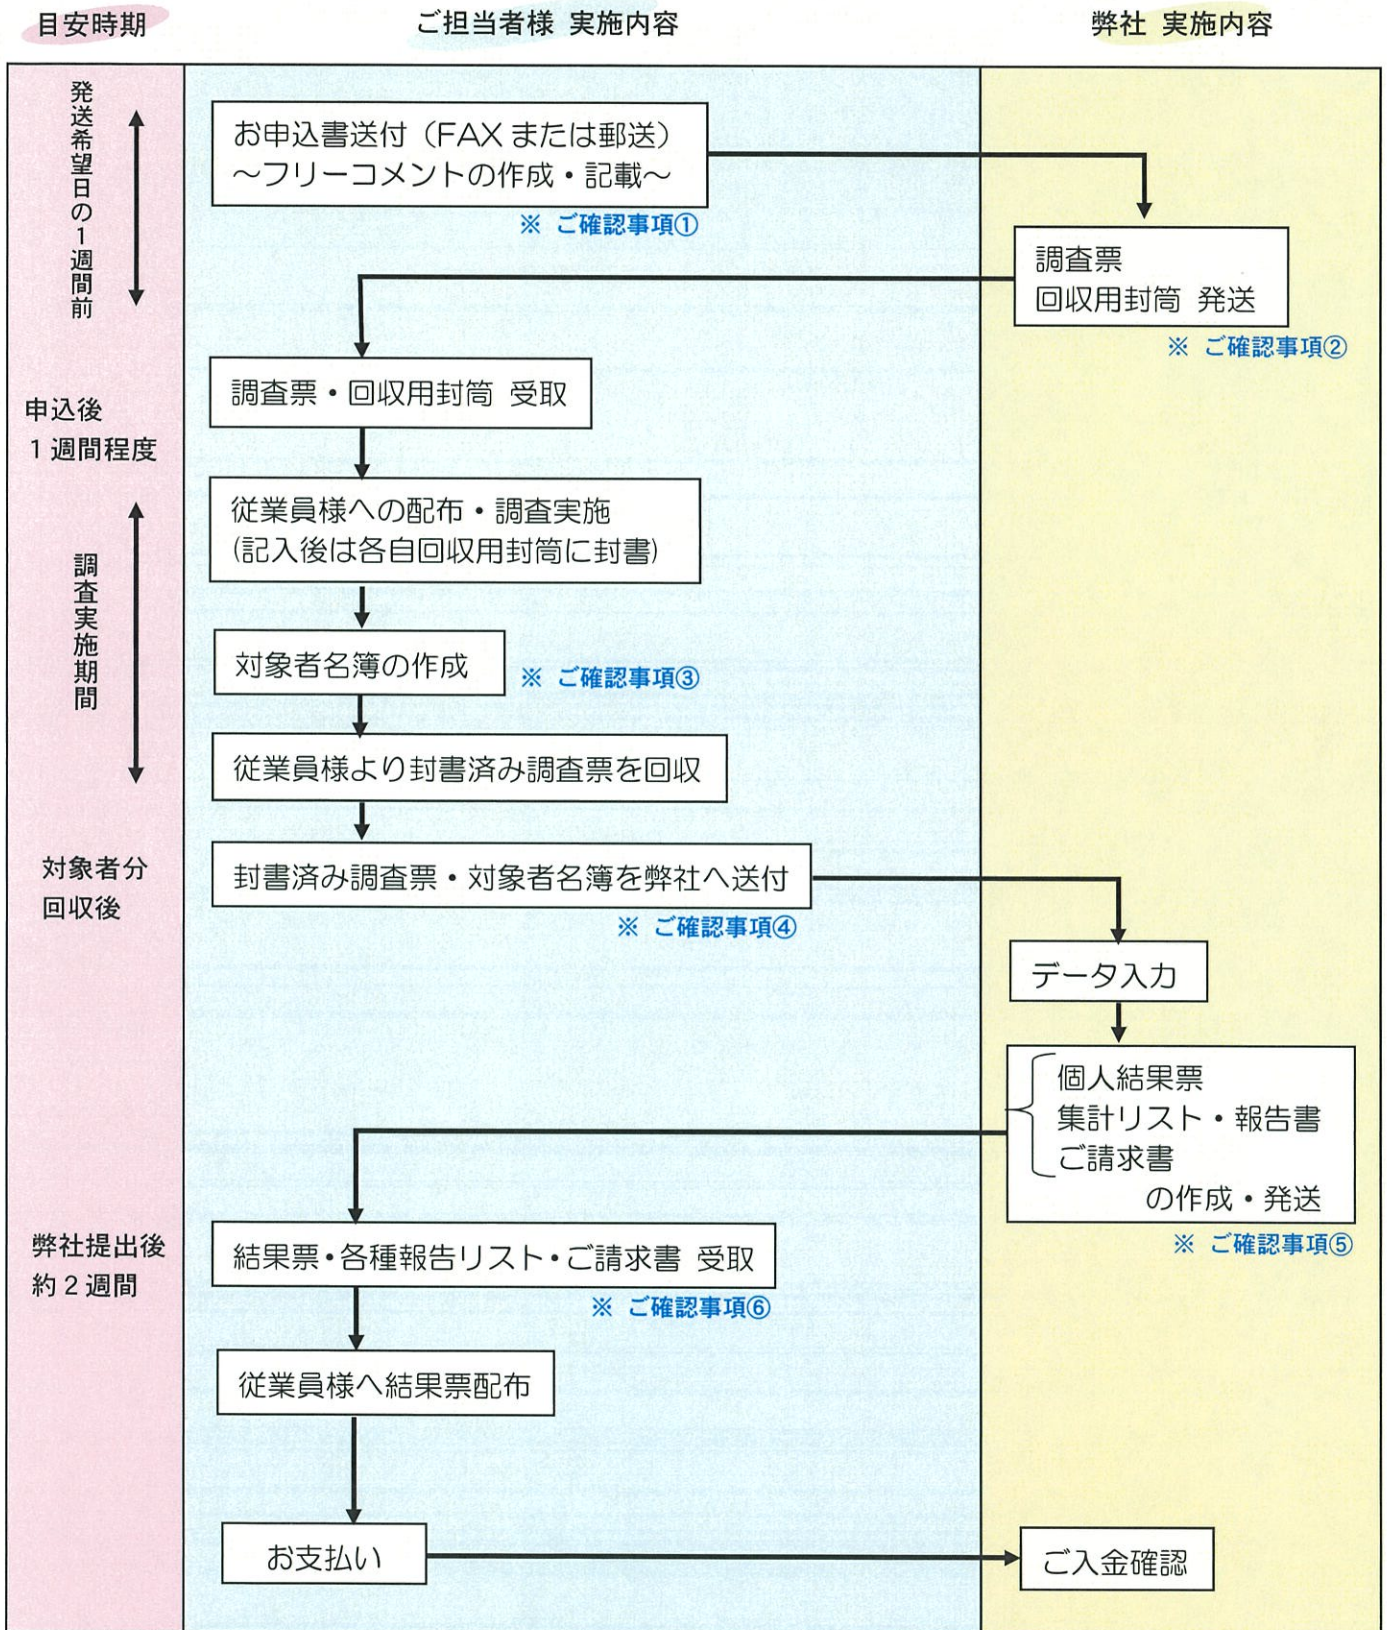 目安時期
ご担当者様 実施内容
弊社 実施内容
発送希望日の1週間前
お申込書送付（FAX または郵送）
～フリーコメントの作成・記載～
※ ご確認事項①
調査票
回収用封筒 発送
※ ご確認事項②
申込後
1週間程度
調査票・回収用封筒 受取
調査実施期間
従業員様への配布・調査実施
(記入後は各自回収用封筒に封書)
対象者名簿の作成
※ ご確認事項③
従業員様より封書済み調査票を回収
対象者分
回収後
封書済み調査票・対象者名簿を弊社へ送付
※ ご確認事項④
データ入力
個人結果票
集計リスト・報告書
ご請求書
の作成・発送
※ ご確認事項⑤
弊社提出後
約2週間
結果票・各種報告リスト・ご請求書 受取
※ ご確認事項⑥
従業員様へ結果票配布
お支払い
ご入金確認